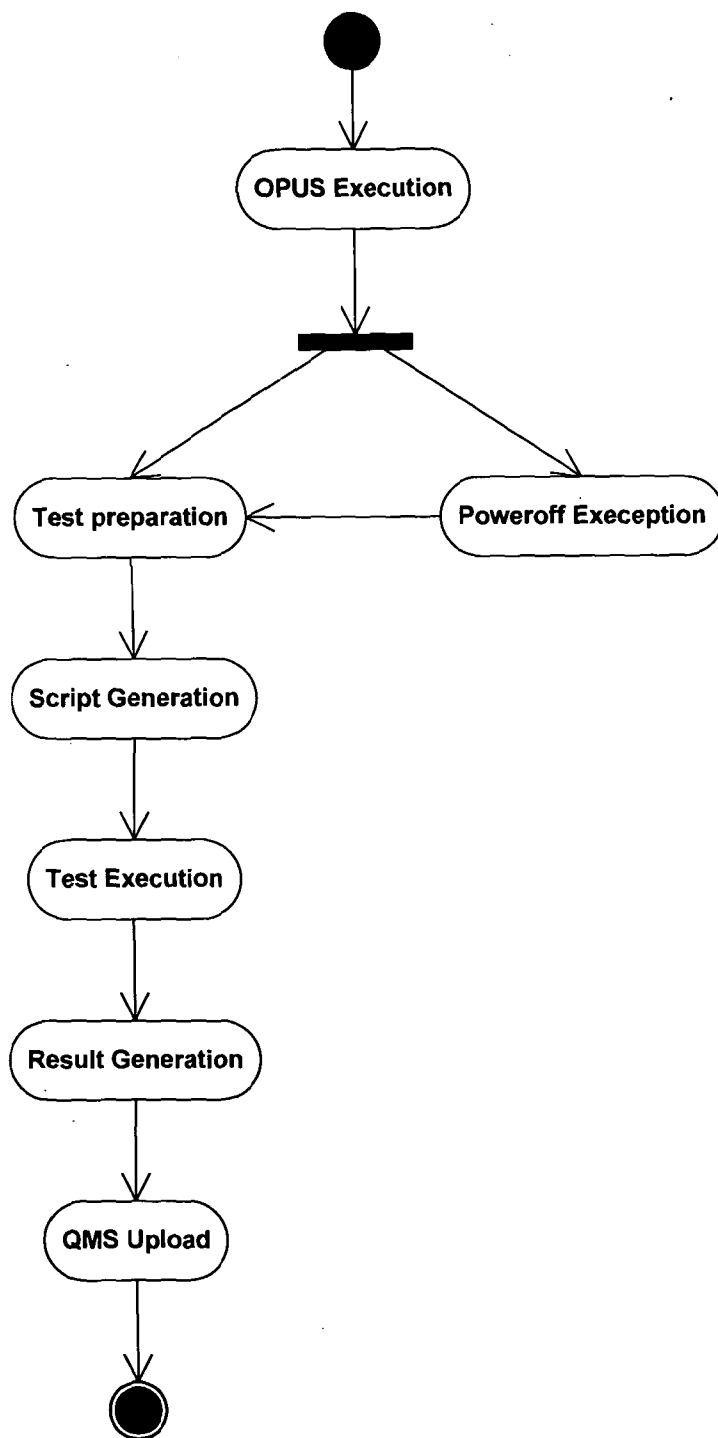 OPUS Execution
Test preparation
Poweroff Exeception
Script Generation
Test Execution
Result Generation
QMS Upload